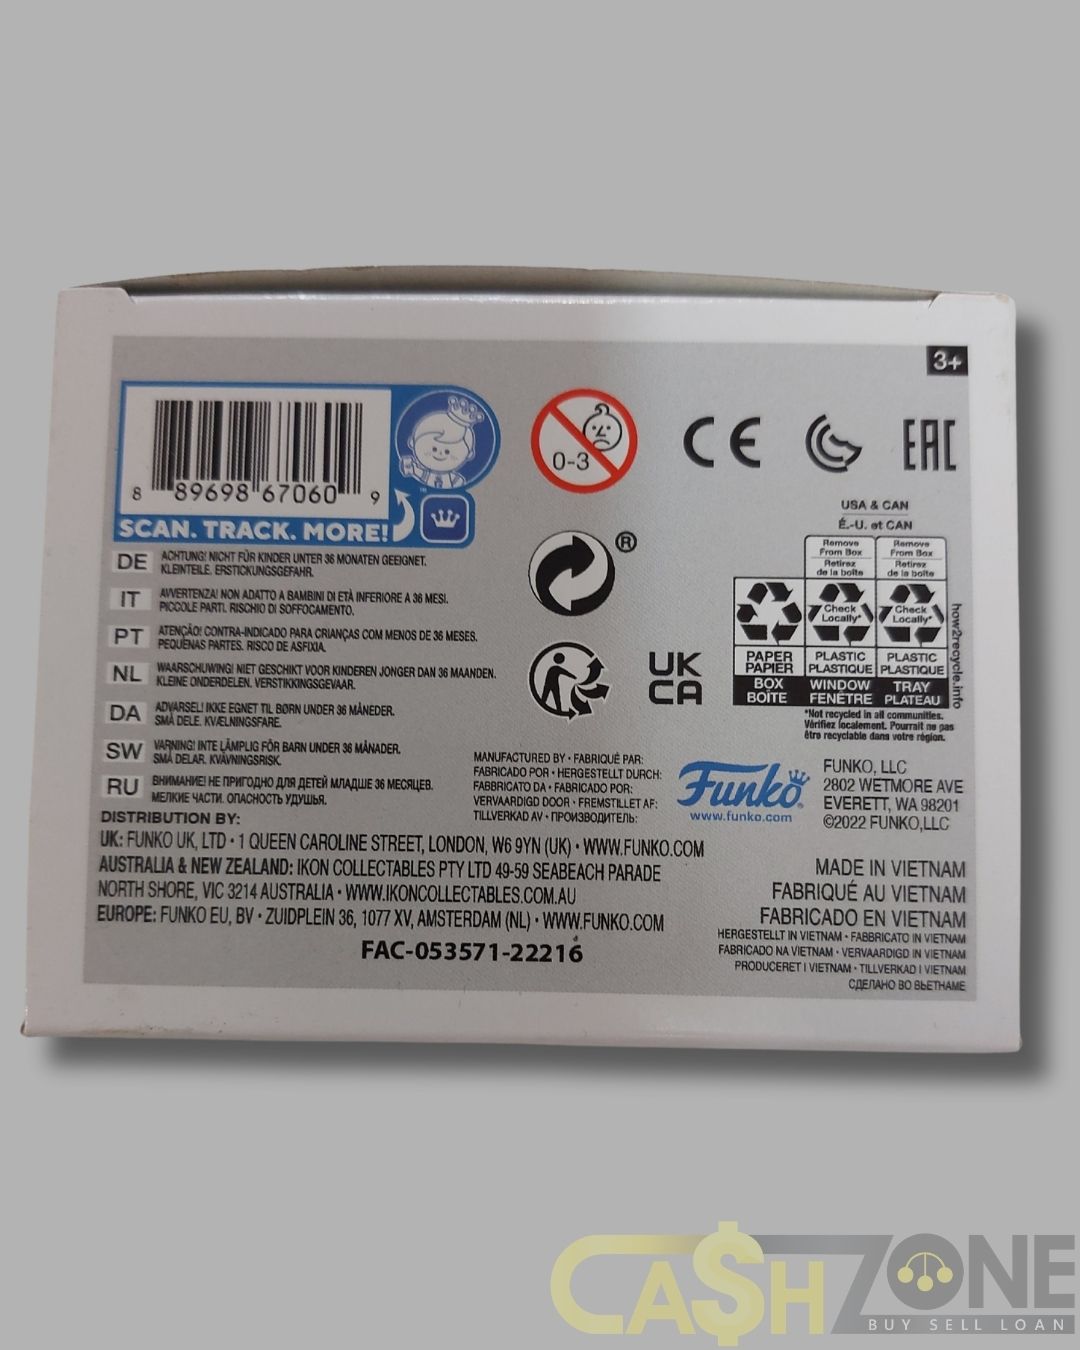 3+
8 89698 67060 9
SCAN. TRACK. MORE!
0-3
CE
EAC
DE ACHTUNG! NICHT FÜR KINDER UNTER 36 MONATEN GEEIGNET.
KLEINTEILE. ERSTICKUNGSGEFAHR.
IT AVVERTENZA! NON ADATTO A BAMBINI DI ETÀ INFERIORE A 36 MESI.
PICCOLE PARTI. RISCHIO DI SOFFOCAMENTO.
PT ATENÇÃO! CONTRA-INDICADO PARA CRIANÇAS COM MENOS DE 36 MESES.
PEQUENAS PARTES. RISCO DE ASFIXIA.
NL WAARSCHUWING! NIET GESCHIKT VOOR KINDEREN JONGER DAN 36 MAANDEN.
KLEINE ONDERDELEN. VERSTIKKINGSGEVAAR.
DA ADVARSEL! IKKE EGNET TIL BØRN UNDER 36 MÅNEDER.
SMÅ DELE. KVÆLNINGSFARE.
SW VARNING! INTE LÄMPLIG FÖR BARN UNDER 36 MÅNADER.
SMÅ DELAR. KVÄVNINGSRISK.
RU ВНИМАНИЕ! НЕ ПРИГОДНО ДЛЯ ДЕТЕЙ МЛАДШЕ 36 МЕСЯЦЕВ.
МЕЛКИЕ ЧАСТИ. ОПАСНОСТЬ УДУШЬЯ.
®
UK
CA
USA & CAN
É.-U. et CAN
Remove From Box Retirez de la boîte
Remove From Box Retirez de la boîte
Check Locally*
Check Locally*
PAPER PAPIER
PLASTIC PLASTIQUE
PLASTIC PLASTIQUE
BOX BOÎTE
WINDOW FENÊTRE
TRAY PLATEAU
how2recycle.info
*Not recycled in all communities.
Vérifiez localement. Pourrait ne pas
être recyclable dans votre région.
MANUFACTURED BY • FABRIQUÉ PAR:
FABRICADO POR • HERGESTELLT DURCH:
FABBRICATO DA • FABRICADO POR:
VERVAARDIGD DOOR • FREMSTILLET AF:
TILLVERKAD AV • ПРОИЗВОДИТЕЛЬ:
Funko
www.funko.com
FUNKO, LLC
2802 WETMORE AVE
EVERETT, WA 98201
©2022 FUNKO,LLC
DISTRIBUTION BY:
UK: FUNKO UK, LTD • 1 QUEEN CAROLINE STREET, LONDON, W6 9YN (UK) • WWW.FUNKO.COM
AUSTRALIA & NEW ZEALAND: IKON COLLECTABLES PTY LTD 49-59 SEABEACH PARADE
NORTH SHORE, VIC 3214 AUSTRALIA • WWW.IKONCOLLECTABLES.COM.AU
EUROPE: FUNKO EU, BV • ZUIDPLEIN 36, 1077 XV, AMSTERDAM (NL) • WWW.FUNKO.COM
FAC-053571-22216
MADE IN VIETNAM
FABRIQUÉ AU VIETNAM
FABRICADO EN VIETNAM
HERGESTELLT IN VIETNAM • FABBRICATO IN VIETNAM
FABRICADO NA VIETNAM • VERVAARDIGD IN VIETNAM
PRODUCERET I VIETNAM • TILLVERKAD I VIETNAM
СДЕЛАНО ВО ВЬЕТНАМЕ
CA$HZONE
BUY SELL LOAN